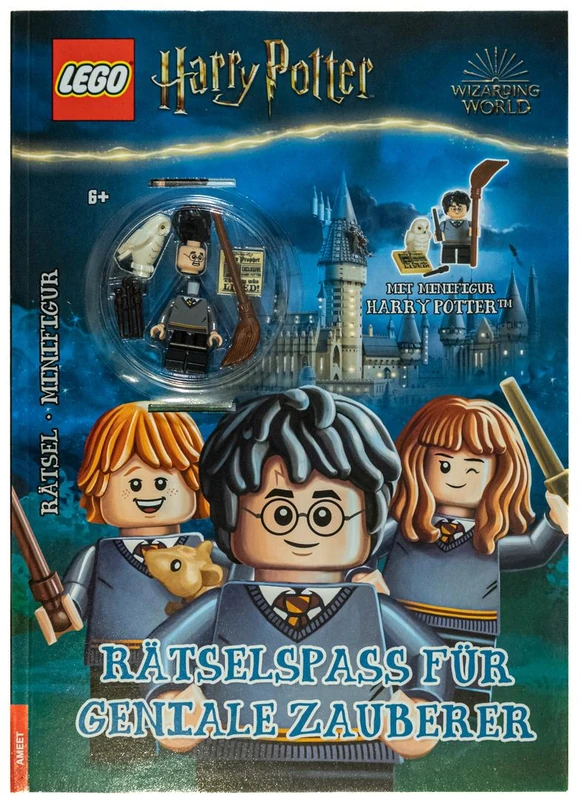 LEGO
Harry Potter
WIZARDING
WORLD
6+
MIT MINIFIGUR
HARRY POTTER™
RÄTSEL · MINIFIGUR
RÄTSELSPASS FÜR
GENIALE ZAUBERER
AMEET